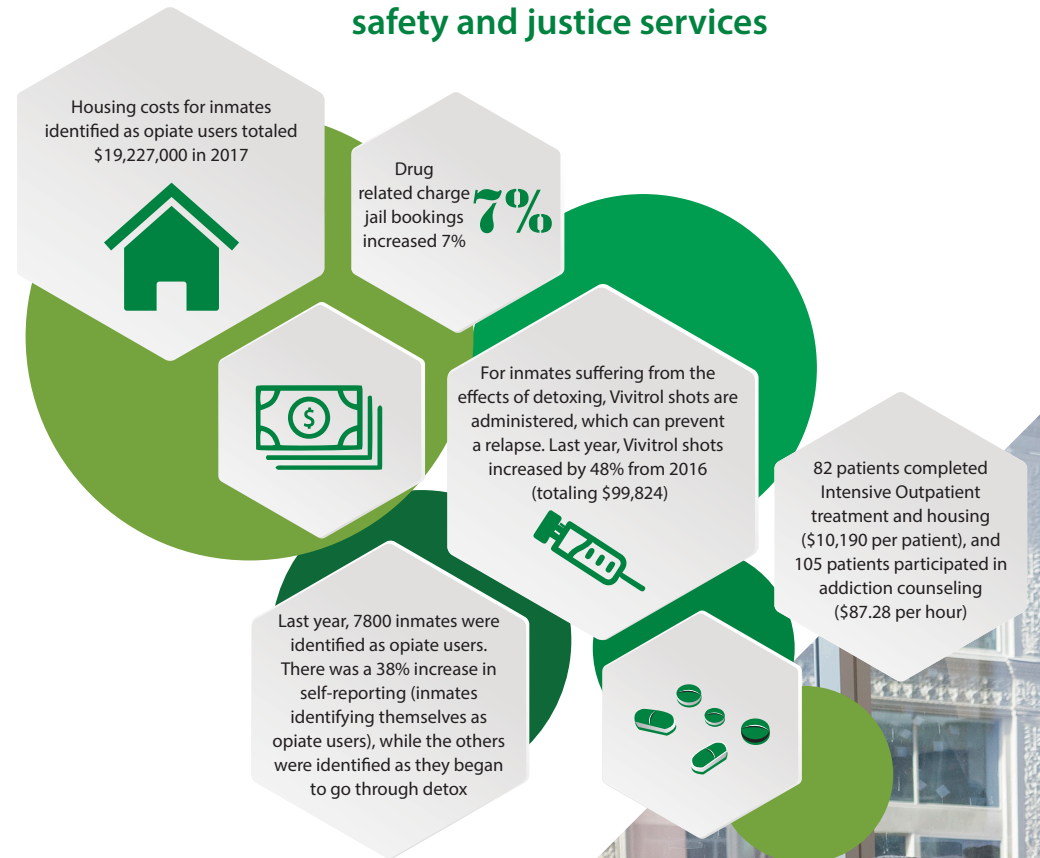 safety and justice services
Housing costs for inmates
identified as opiate users totaled
$19,227,000 in 2017
Drug
related charge
jail bookings
increased 7%
7%
For inmates suffering from the
effects of detoxing, Vivitrol shots are
administered, which can prevent
a relapse. Last year, Vivitrol shots
increased by 48% from 2016
(totaling $99,824)
82 patients completed
Intensive Outpatient
treatment and housing
($10,190 per patient), and
105 patients participated in
addiction counseling
($87.28 per hour)
Last year, 7800 inmates were
identified as opiate users.
There was a 38% increase in
self-reporting (inmates
identifying themselves as
opiate users), while the others
were identified as they began
to go through detox